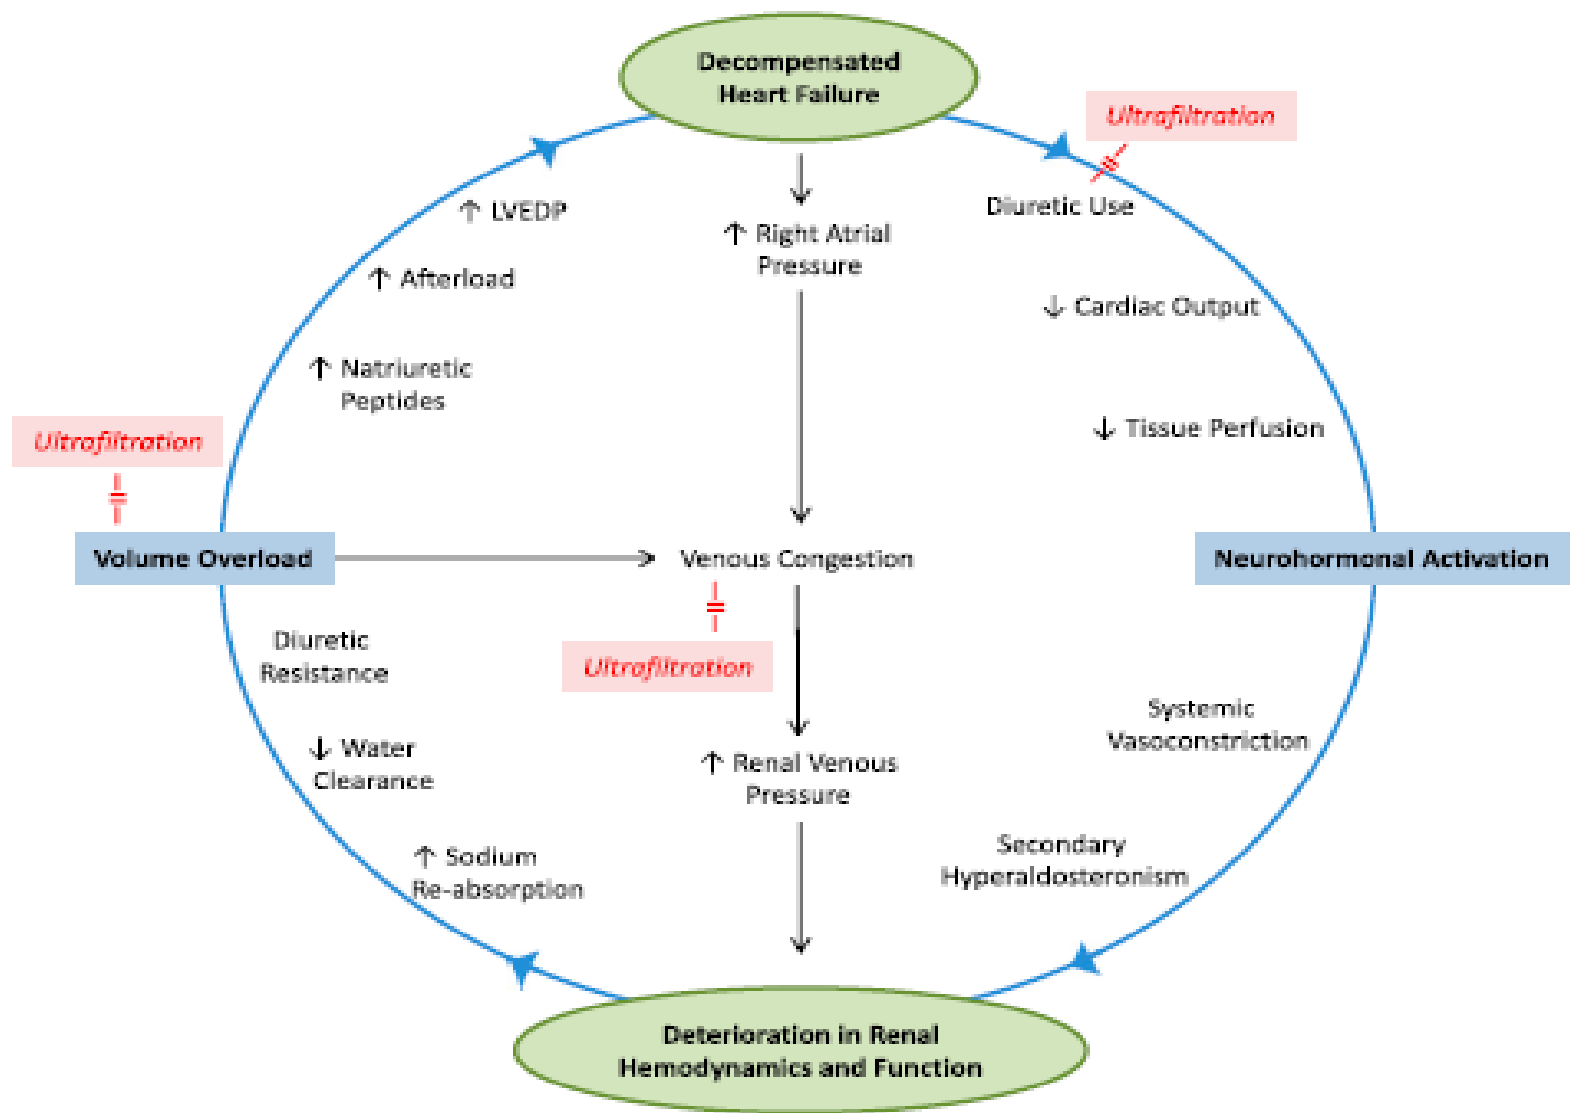 Decompensated
Heart Failure
Ultrafiltration
Diuretic Use
↑ LVEDP
↑ Right Atrial
Pressure
↑ Afterload
↓ Cardiac Output
↑ Natriuretic
Peptides
Ultrafiltration
↓ Tissue Perfusion
Volume Overload
Venous Congestion
Neurohormonal Activation
Diuretic
Resistance
Ultrafiltration
Systemic
Vasoconstriction
↓ Water
Clearance
↑ Renal Venous
Pressure
↑ Sodium
Re-absorption
Secondary
Hyperaldosteronism
Deterioration in Renal
Hemodynamics and Function